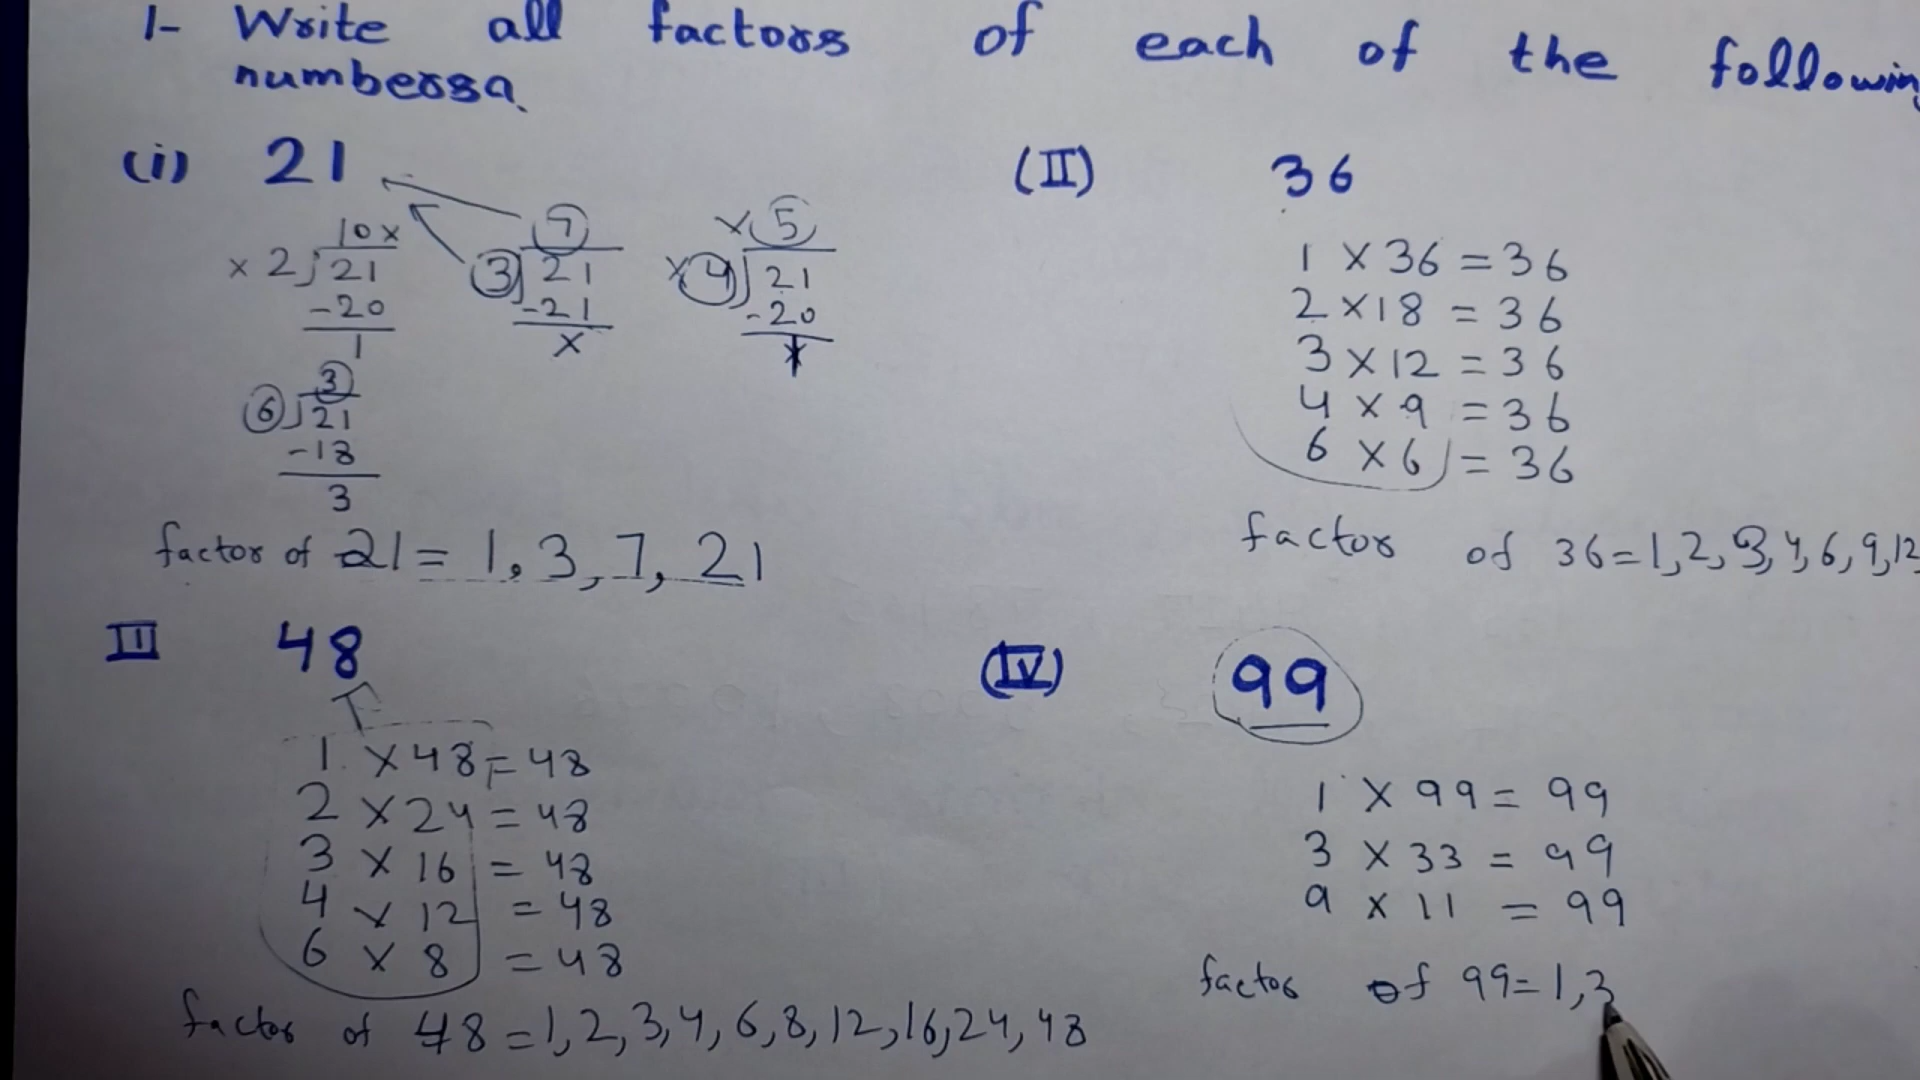 1- Write all factors of each of the following
numbers a.
(i) 21
10 x
x 2) 21
-20
1
7
3) 21
-21
x
x 5
x 4) 21
-20
1
3
6) 21
-18
3
factor of 21 = 1, 3, 7, 21
(II) 36
1 x 36 = 36
2 x 18 = 36
3 x 12 = 36
4 x 9 = 36
6 x 6 = 36
factor of 36 = 1, 2, 3, 4, 6, 9, 12
III 48
1 x 48 = 48
2 x 24 = 48
3 x 16 = 48
4 x 12 = 48
6 x 8 = 48
factor of 48 = 1, 2, 3, 4, 6, 8, 12, 16, 24, 48
(IV) 99
1 x 99 = 99
3 x 33 = 99
9 x 11 = 99
factor of 99 = 1, 3